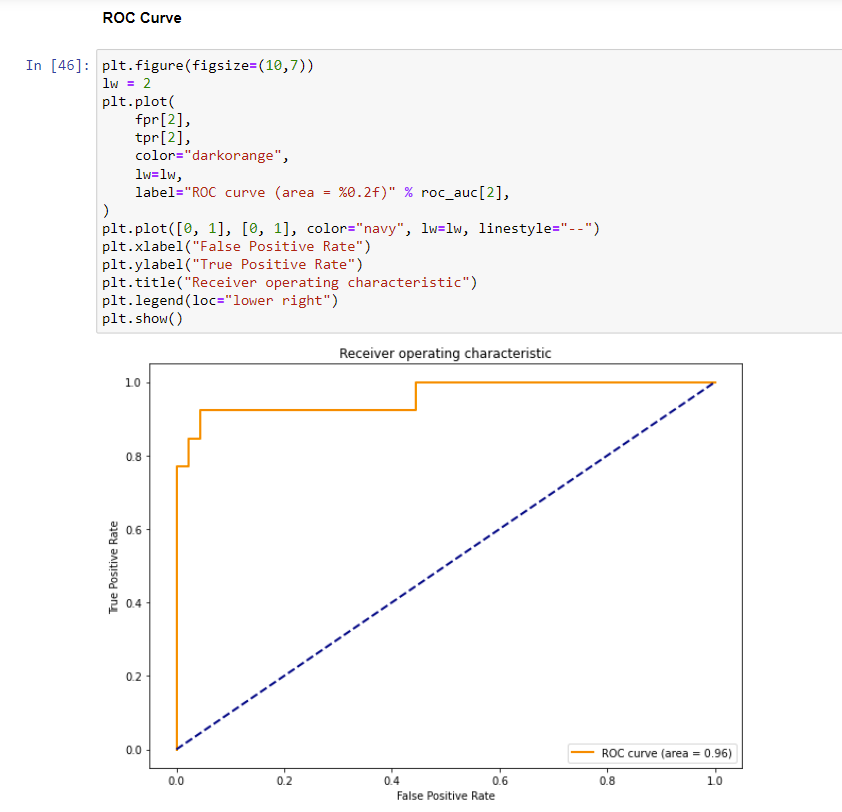 ROC Curve
In [46]: plt.figure(figsize=(10,7))
lw = 2
plt.plot(
    fpr[2],
    tpr[2],
    color="darkorange",
    lw=lw,
    label="ROC curve (area = %0.2f)" % roc_auc[2],
)
plt.plot([0, 1], [0, 1], color="navy", lw=lw, linestyle="--")
plt.xlabel("False Positive Rate")
plt.ylabel("True Positive Rate")
plt.title("Receiver operating characteristic")
plt.legend(loc="lower right")
plt.show()
Receiver operating characteristic
1.0
0.8
0.6
0.4
0.2
0.0
True Positive Rate
ROC curve (area = 0.96)
0.0 0.2 0.4 0.6 0.8 1.0
False Positive Rate